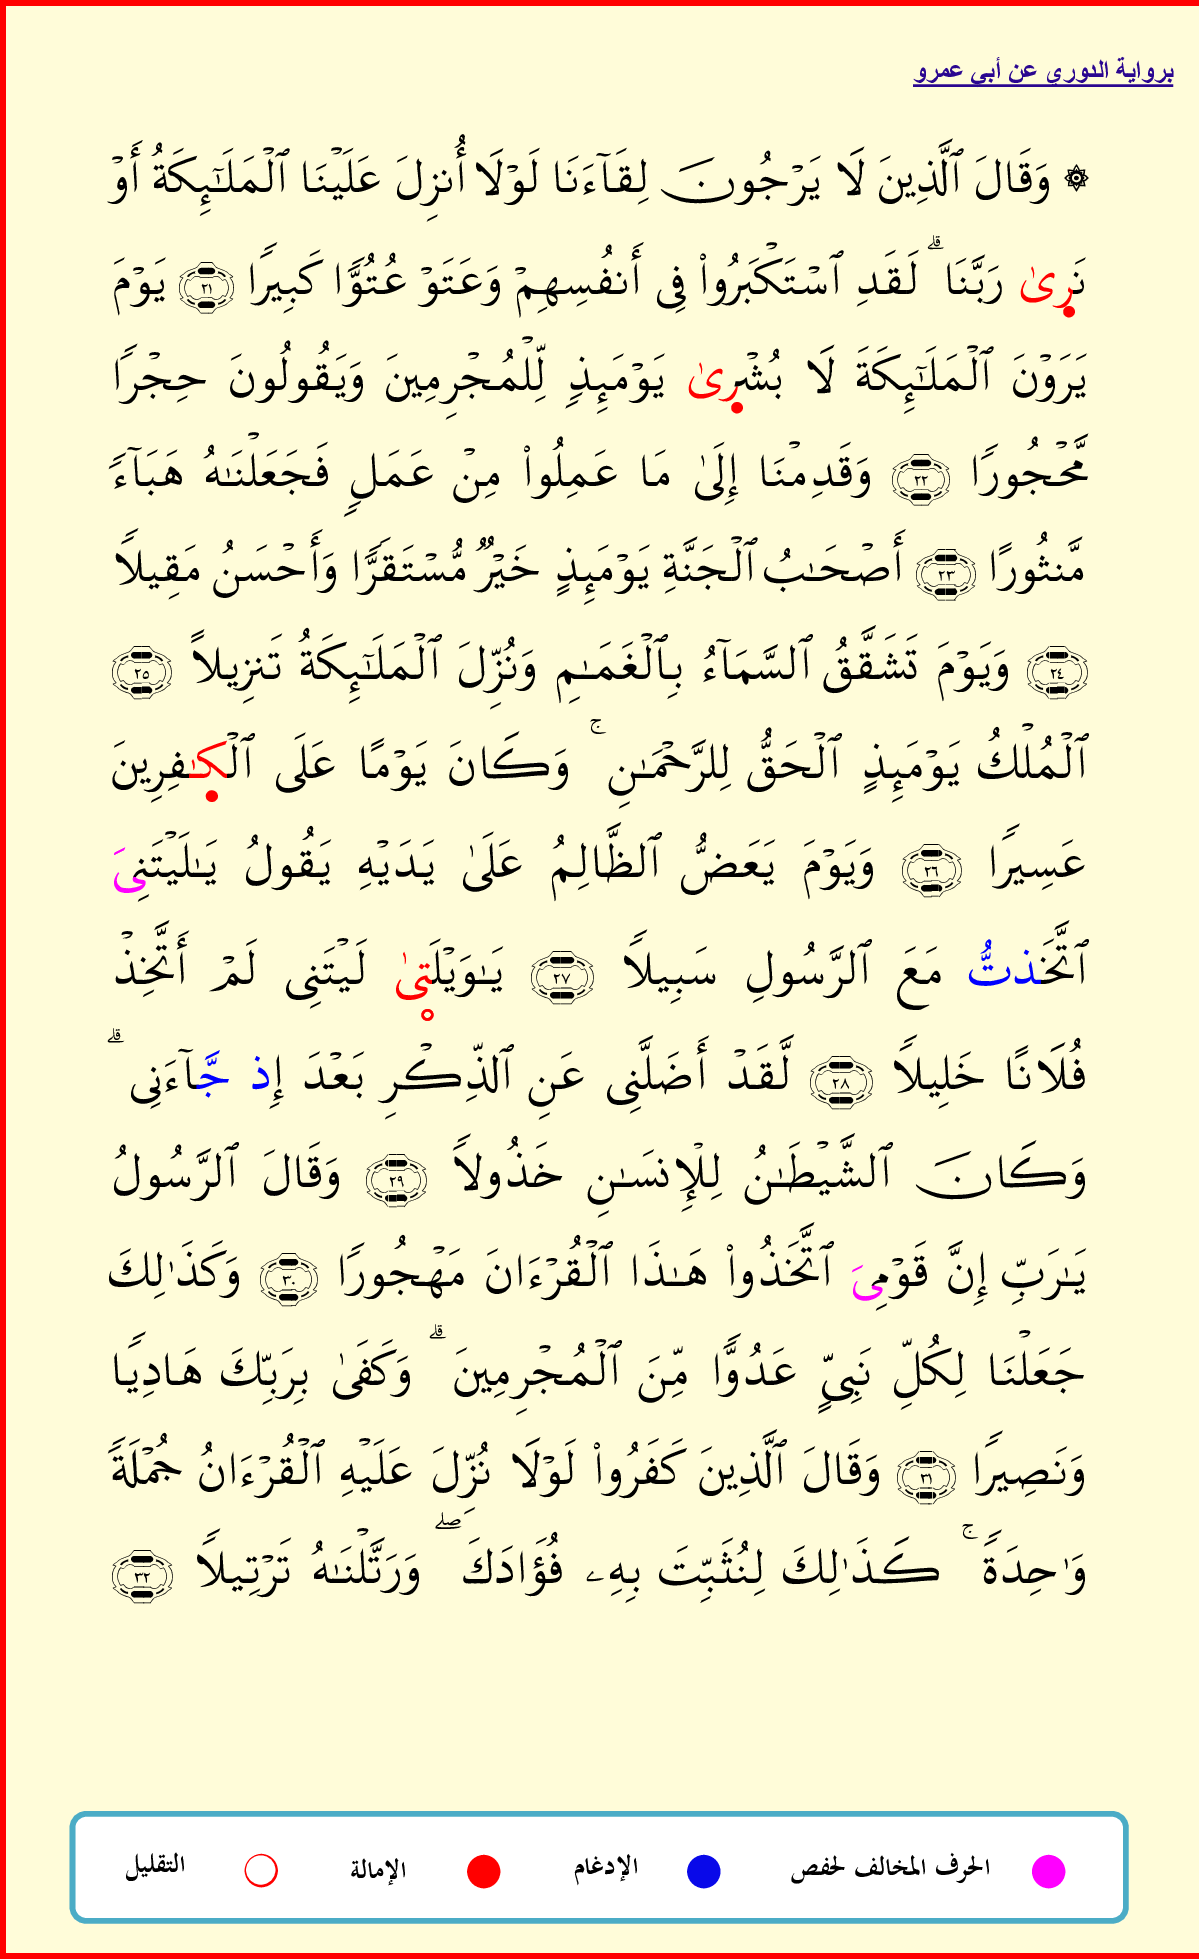 برواية الدوري عن أبي عمرو
۞ وَقَالَ ٱلَّذِينَ لَا يَرْجُونَ لِقَآءَنَا لَوْلَا أُنزِلَ عَلَيْنَا ٱلْمَلَـٰٓئِكَةُ أَوْ
نَرِىٰ رَبَّنَا ۗ لَقَدِ ٱسْتَكْبَرُوا۟ فِى أَنفُسِهِمْ وَعَتَوْ عُتُوًّا كَبِيرًا ٢١ يَوْمَ
يَرَوْنَ ٱلْمَلَـٰٓئِكَةَ لَا بُشْرِىٰ يَوْمَئِذٍ لِّلْمُجْرِمِينَ وَيَقُولُونَ حِجْرًا
مَّحْجُورًا ٢٢ وَقَدِمْنَا إِلَىٰ مَا عَمِلُوا۟ مِنْ عَمَلٍ فَجَعَلْنَـٰهُ هَبَآءً
مَّنثُورًا ٢٣ أَصْحَـٰبُ ٱلْجَنَّةِ يَوْمَئِذٍ خَيْرٌ مُّسْتَقَرًّا وَأَحْسَنُ مَقِيلًا
٢٤ وَيَوْمَ تَشَقَّقُ ٱلسَّمَآءُ بِٱلْغَمَـٰمِ وَنُزِّلَ ٱلْمَلَـٰٓئِكَةُ تَنزِيلًا ٢٥
ٱلْمُلْكُ يَوْمَئِذٍ ٱلْحَقُّ لِلرَّحْمَـٰنِ ۚ وَكَانَ يَوْمًا عَلَى ٱلْكَـٰفِرِينَ
عَسِيرًا ٢٦ وَيَوْمَ يَعَضُّ ٱلظَّالِمُ عَلَىٰ يَدَيْهِ يَقُولُ يَـٰلَيْتَنِىَ
ٱتَّخَذتُّ مَعَ ٱلرَّسُولِ سَبِيلًا ٢٧ يَـٰوَيْلَتِىٰ لَيْتَنِى لَمْ أَتَّخِذْ
فُلَانًا خَلِيلًا ٢٨ لَّقَدْ أَضَلَّنِى عَنِ ٱلذِّكْرِ بَعْدَ إِذ جَّآءَنِى ۗ
وَكَانَ ٱلشَّيْطَـٰنُ لِلْإِنسَـٰنِ خَذُولًا ٢٩ وَقَالَ ٱلرَّسُولُ
يَـٰرَبِّ إِنَّ قَوْمِىَ ٱتَّخَذُوا۟ هَـٰذَا ٱلْقُرْءَانَ مَهْجُورًا ٣٠ وَكَذَٰلِكَ
جَعَلْنَا لِكُلِّ نَبِىٍّ عَدُوًّا مِّنَ ٱلْمُجْرِمِينَ ۗ وَكَفَىٰ بِرَبِّكَ هَادِيًا
وَنَصِيرًا ٣١ وَقَالَ ٱلَّذِينَ كَفَرُوا۟ لَوْلَا نُزِّلَ عَلَيْهِ ٱلْقُرْءَانُ جُمْلَةً
وَٰحِدَةً ۚ كَذَٰلِكَ لِنُثَبِّتَ بِهِۦ فُؤَادَكَ ۖ وَرَتَّلْنَـٰهُ تَرْتِيلًا ٣٢
الحرف المخالف لحفص الإدغام الإمالة التقليل